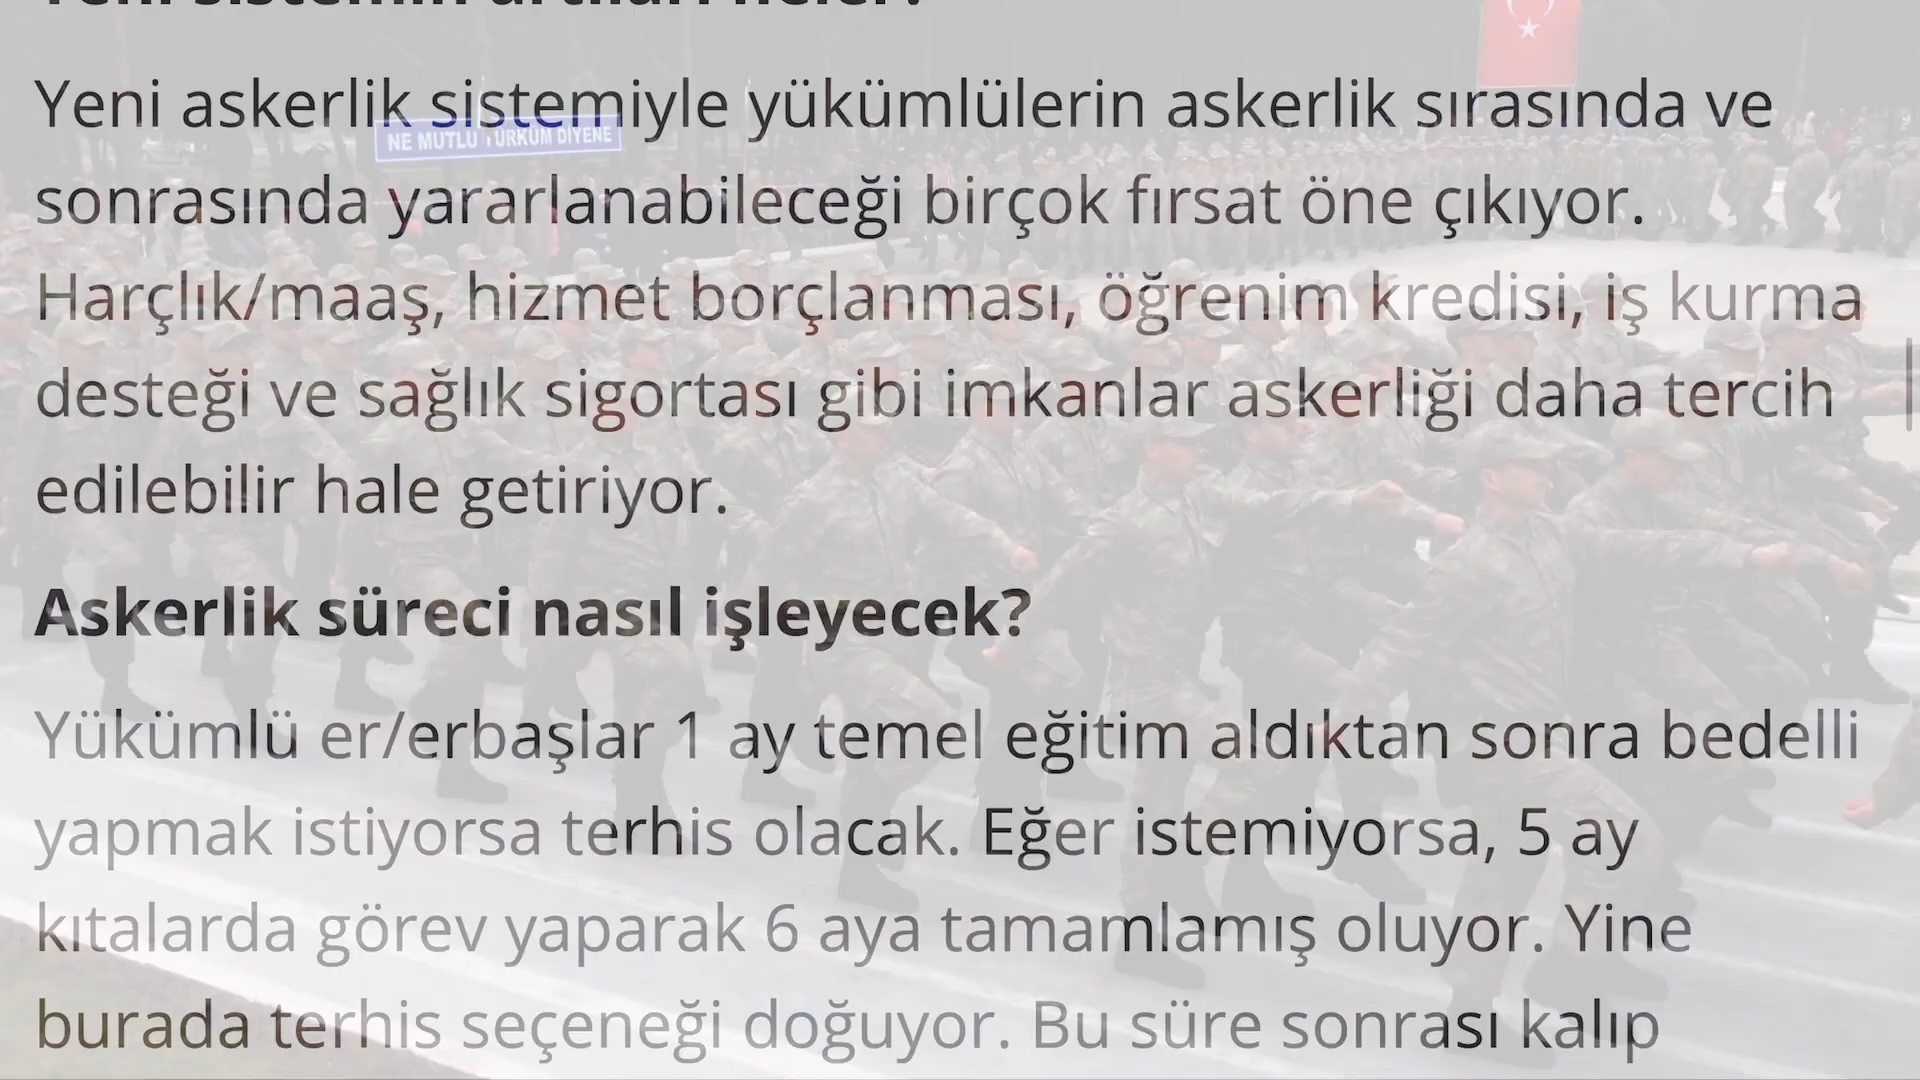 Yeni sistemin artıları neler?
Yeni askerlik sistemiyle yükümlülerin askerlik sırasında ve
NE MUTLU TÜRKÜM DİYENE
sonrasında yararlanabileceği birçok fırsat öne çıkıyor.
Harçlık/maaş, hizmet borçlanması, öğrenim kredisi, iş kurma
desteği ve sağlık sigortası gibi imkanlar askerliği daha tercih
edilebilir hale getiriyor.
Askerlik süreci nasıl işleyecek?
Yükümlü er/erbaşlar 1 ay temel eğitim aldıktan sonra bedelli
yapmak istiyorsa terhis olacak. Eğer istemiyorsa, 5 ay
kıtalarda görev yaparak 6 aya tamamlamış oluyor. Yine
burada terhis seçeneği doğuyor. Bu süre sonrası kalıp